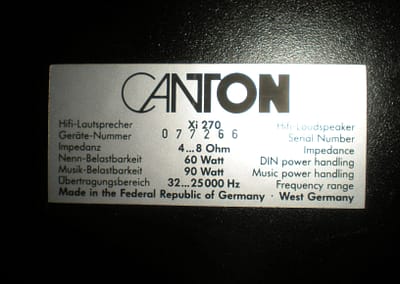 CANTON
Hifi-Lautsprecher Xi 270 Hifi-Loudspeaker
Geräte-Nummer 077266 Serial Number
Impedanz 4...8 Ohm Impedance
Nenn-Belastbarkeit 60 Watt DIN power handling
Musik-Belastbarkeit 90 Watt Music power handling
Übertragungsbereich 32...25000 Hz Frequency range
Made in the Federal Republic of Germany · West Germany